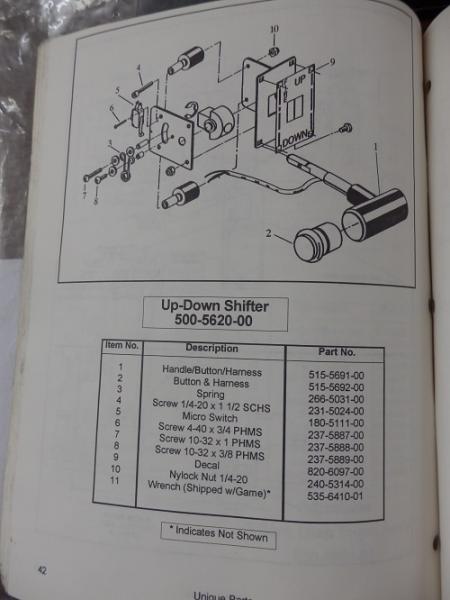 10
4
9
5
UP
6
1
3
DOWN
7
8
2
Up-Down Shifter
500-5620-00
Item No. Description Part No.
1 Handle/Button/Harness 515-5691-00
2 Button & Harness 515-5692-00
3 Spring 266-5031-00
4 Screw 1/4-20 x 1 1/2 SCHS 231-5024-00
5 Micro Switch 180-5111-00
6 Screw 4-40 x 3/4 PHMS 237-5887-00
7 Screw 10-32 x 1 PHMS 237-5888-00
8 Screw 10-32 x 3/8 PHMS 237-5889-00
9 Decal 820-6097-00
10 Nylock Nut 1/4-20 240-5314-00
11 Wrench (Shipped w/Game)* 535-6410-01
* Indicates Not Shown
42
Unique Parts